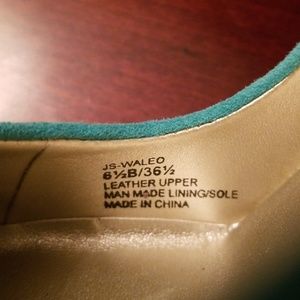 JS-WALEO
6½B/36½
LEATHER UPPER
MAN MADE LINING/SOLE
MADE IN CHINA